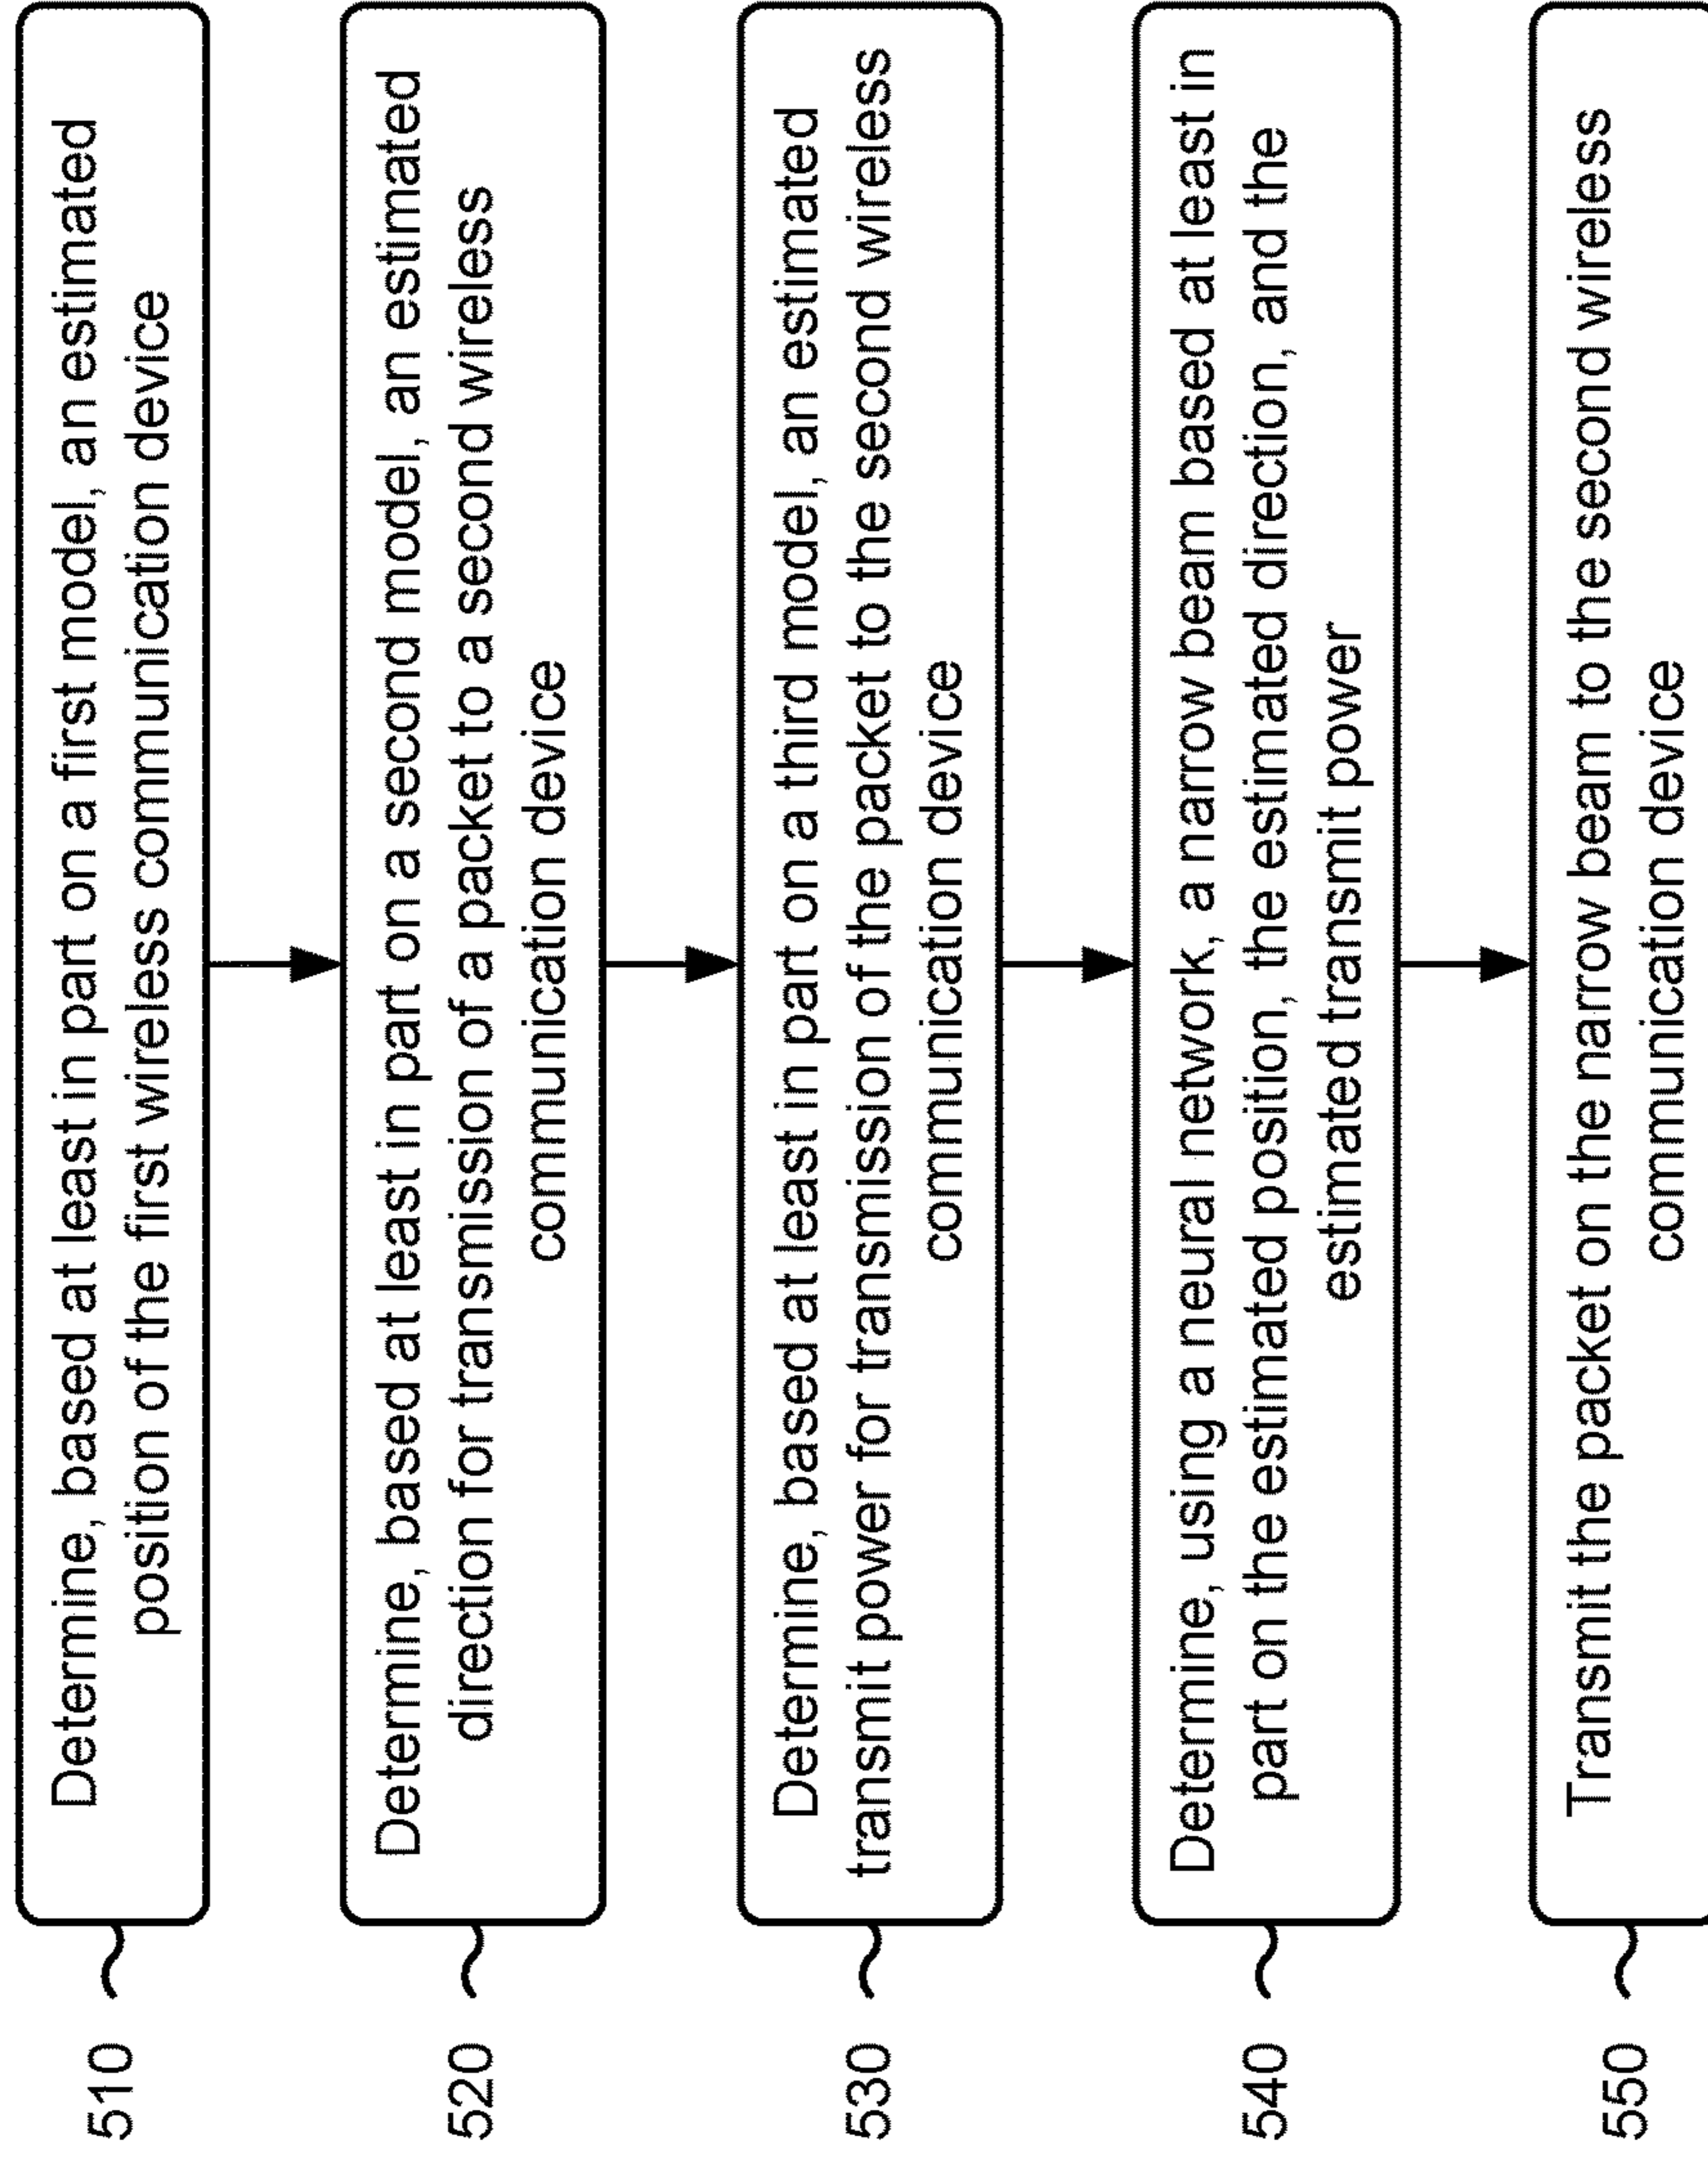 510
Determine, based at least in part on a first model, an estimated
position of the first wireless communication device
520
Determine, based at least in part on a second model, an estimated
direction for transmission of a packet to a second wireless
communication device
530
Determine, based at least in part on a third model, an estimated
transmit power for transmission of the packet to the second wireless
communication device
540
Determine, using a neural network, a narrow beam based at least in
part on the estimated position, the estimated direction, and the
estimated transmit power
550
Transmit the packet on the narrow beam to the second wireless
communication device